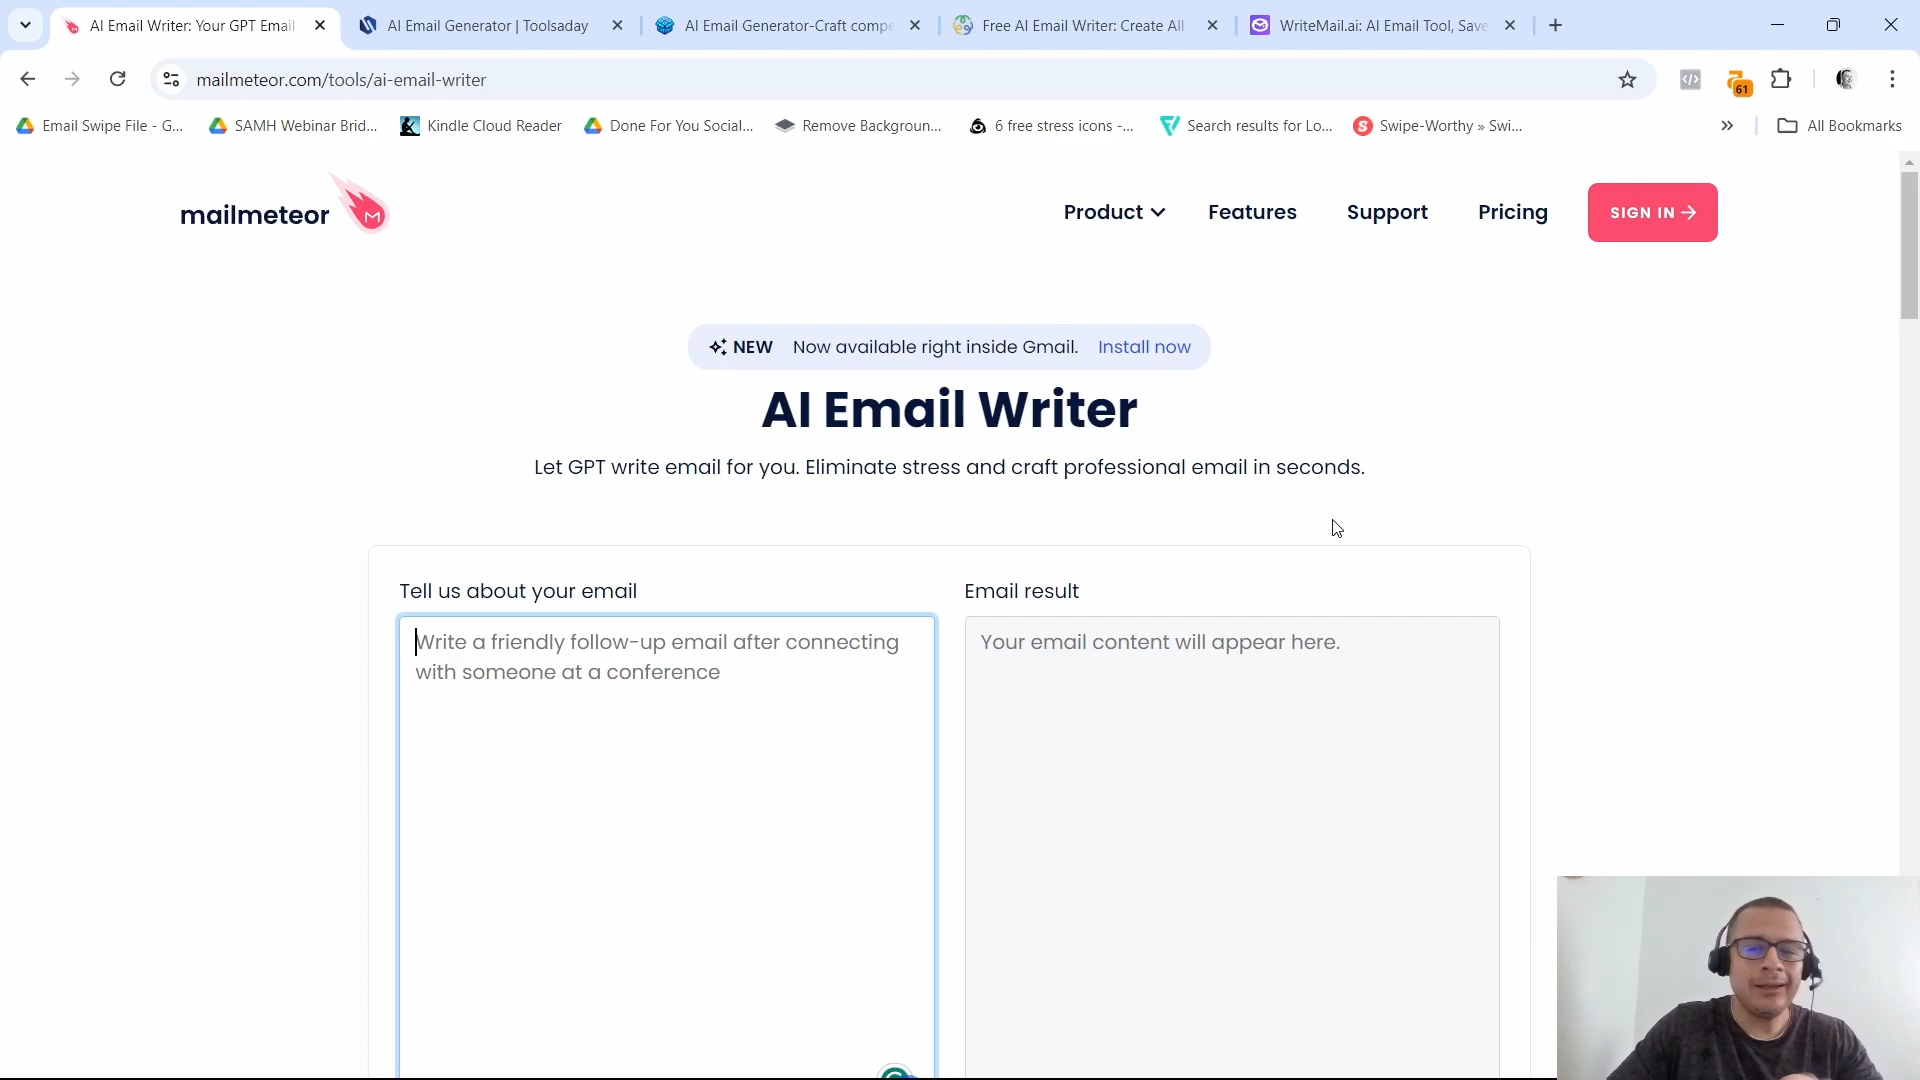 AI Email Writer: Your GPT Email
AI Email Generator | Toolsaday
AI Email Generator-Craft compe
Free AI Email Writer: Create All
WriteMail.ai: AI Email Tool, Save
mailmeteor.com/tools/ai-email-writer
61
Email Swipe File - G...
SAMH Webinar Brid...
Kindle Cloud Reader
Done For You Social...
Remove Backgroun...
6 free stress icons -...
Search results for Lo...
Swipe-Worthy » Swi...
All Bookmarks
mailmeteor
Product
Features
Support
Pricing
SIGN IN →
NEW Now available right inside Gmail. Install now
AI Email Writer
Let GPT write email for you. Eliminate stress and craft professional email in seconds.
Tell us about your email
Write a friendly follow-up email after connecting
with someone at a conference
Email result
Your email content will appear here.